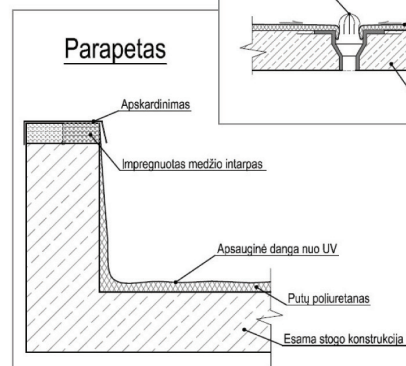 Parapetas
Apskardinimas
Impregnuotas medžio intarpas
Apsauginė danga nuo UV
Putų poliuretanas
Esama stogo konstrukcija